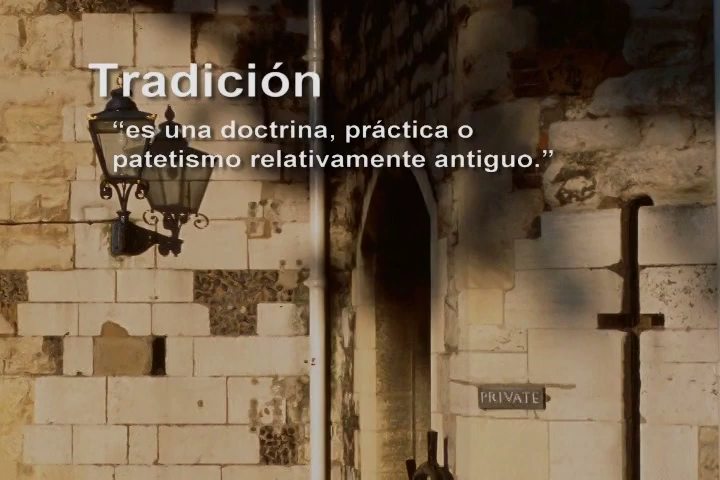 Tradición
“es una doctrina, práctica o
patetismo relativamente antiguo.”
PRIVATE